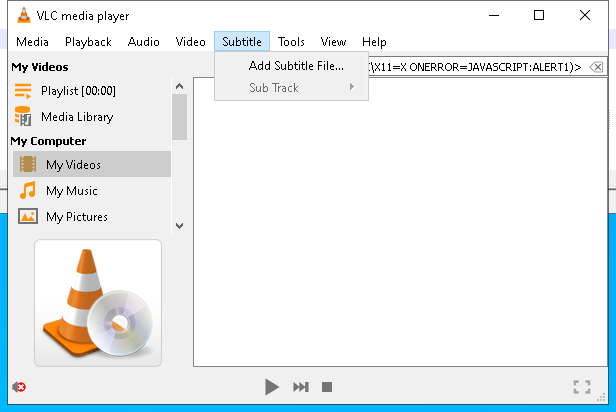 VLC media player
Media Playback Audio Video Subtitle Tools View Help
My Videos
Playlist [00:00]
Media Library
My Computer
My Videos
My Music
My Pictures
Add Subtitle File...
Sub Track
\X11=X ONERROR=JAVASCRIPT:ALERT1)>